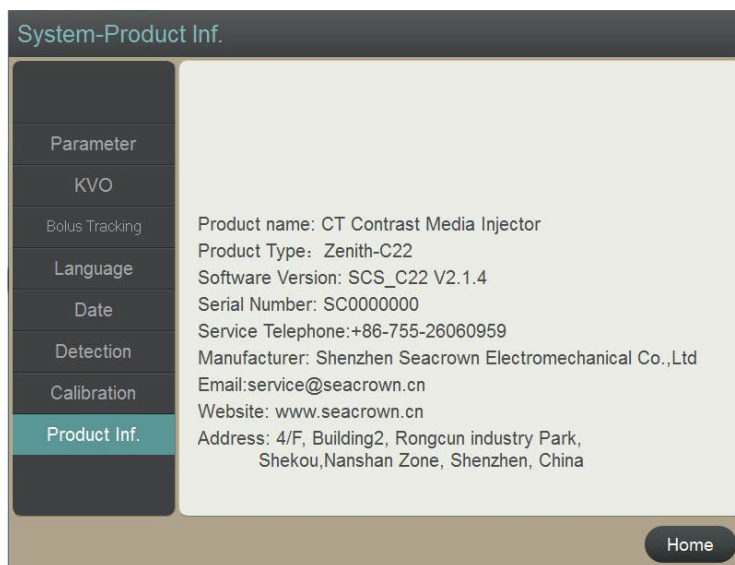 System-Product Inf.
Parameter
KVO
Bolus Tracking
Language
Date
Detection
Calibration
Product Inf.
Product name: CT Contrast Media Injector
Product Type：Zenith-C22
Software Version: SCS_C22 V2.1.4
Serial Number: SC0000000
Service Telephone:+86-755-26060959
Manufacturer: Shenzhen Seacrown Electromechanical Co.,Ltd
Email:service@seacrown.cn
Website: www.seacrown.cn
Address: 4/F, Building2, Rongcun industry Park,
Shekou,Nanshan Zone, Shenzhen, China
Home